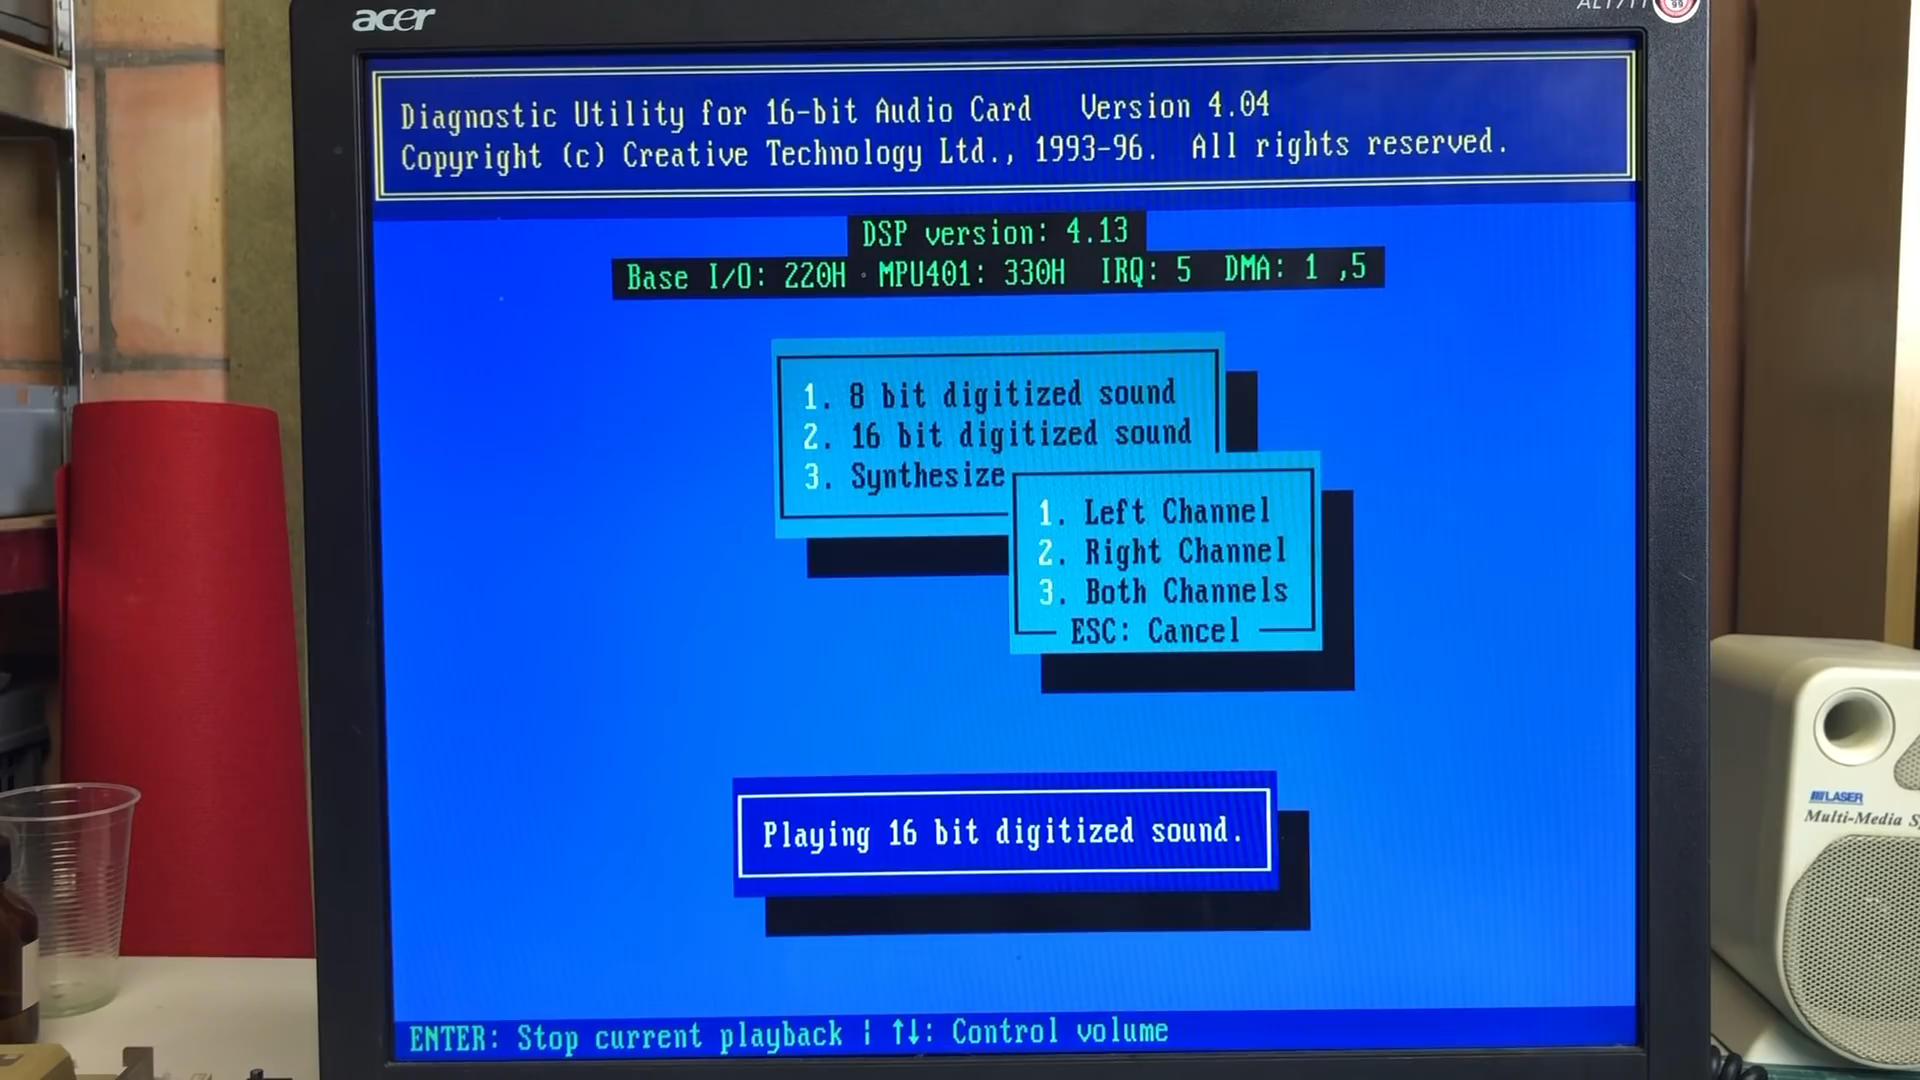 acer
Diagnostic Utility for 16-bit Audio Card Version 4.04
Copyright (c) Creative Technology Ltd., 1993-96. All rights reserved.
DSP version: 4.13
Base I/O: 220H MPU401: 330H IRQ: 5 DMA: 1 ,5
1. 8 bit digitized sound
2. 16 bit digitized sound
3. Synthesize
1. Left Channel
2. Right Channel
3. Both Channels
ESC: Cancel
Playing 16 bit digitized sound.
ENTER: Stop current playback ¦ ↑↓: Control volume
LASER
Multi-Media